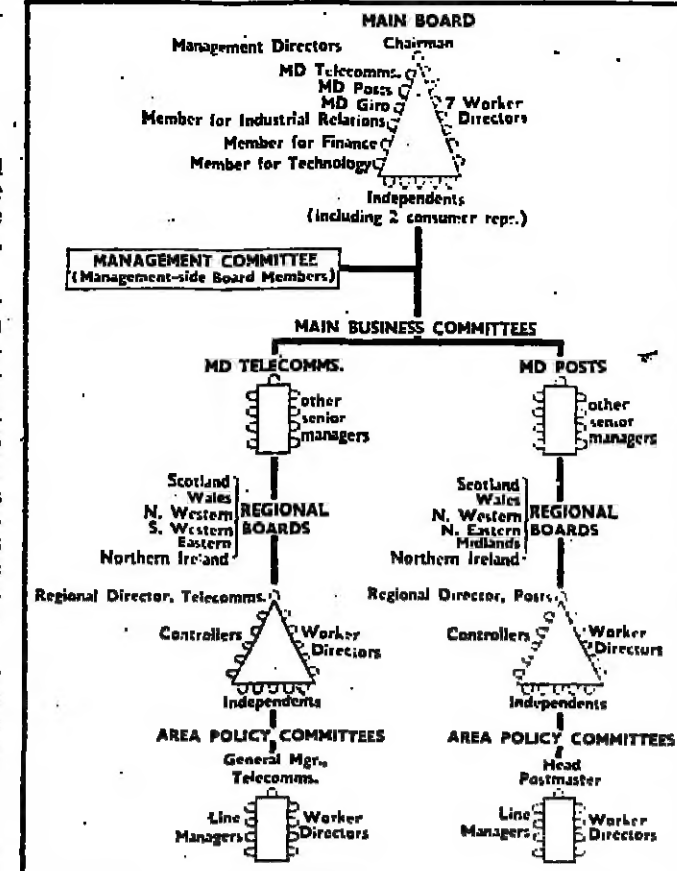 MAIN BOARD
Management Directors
Chairman
MD Telecomms.
MD Posts
MD Giro
Member for Industrial Relations
Member for Finance
Member for Technology
7 Worker
Directors
Independents
(including 2 consumer reps.)
MANAGEMENT COMMITTEE
(Management-side Board Members)
MAIN BUSINESS COMMITTEES
MD TELECOMMS.
other
senior
managers
MD POSTS
other
senior
managers
Scotland
Wales
N. Western
S. Western
Eastern
Northern Ireland
REGIONAL
BOARDS
Scotland
Wales
N. Western
N. Eastern
Midlands
Northern Ireland
REGIONAL
BOARDS
Regional Director, Telecomms.
Controllers
Worker
Directors
Independents
Regional Director, Posts
Controllers
Worker
Directors
Independents
AREA POLICY COMMITTEES
General Mgr.,
Telecomms.
Line
Managers
Worker
Directors
AREA POLICY COMMITTEES
Head
Postmaster
Line
Managers
Worker
Directors